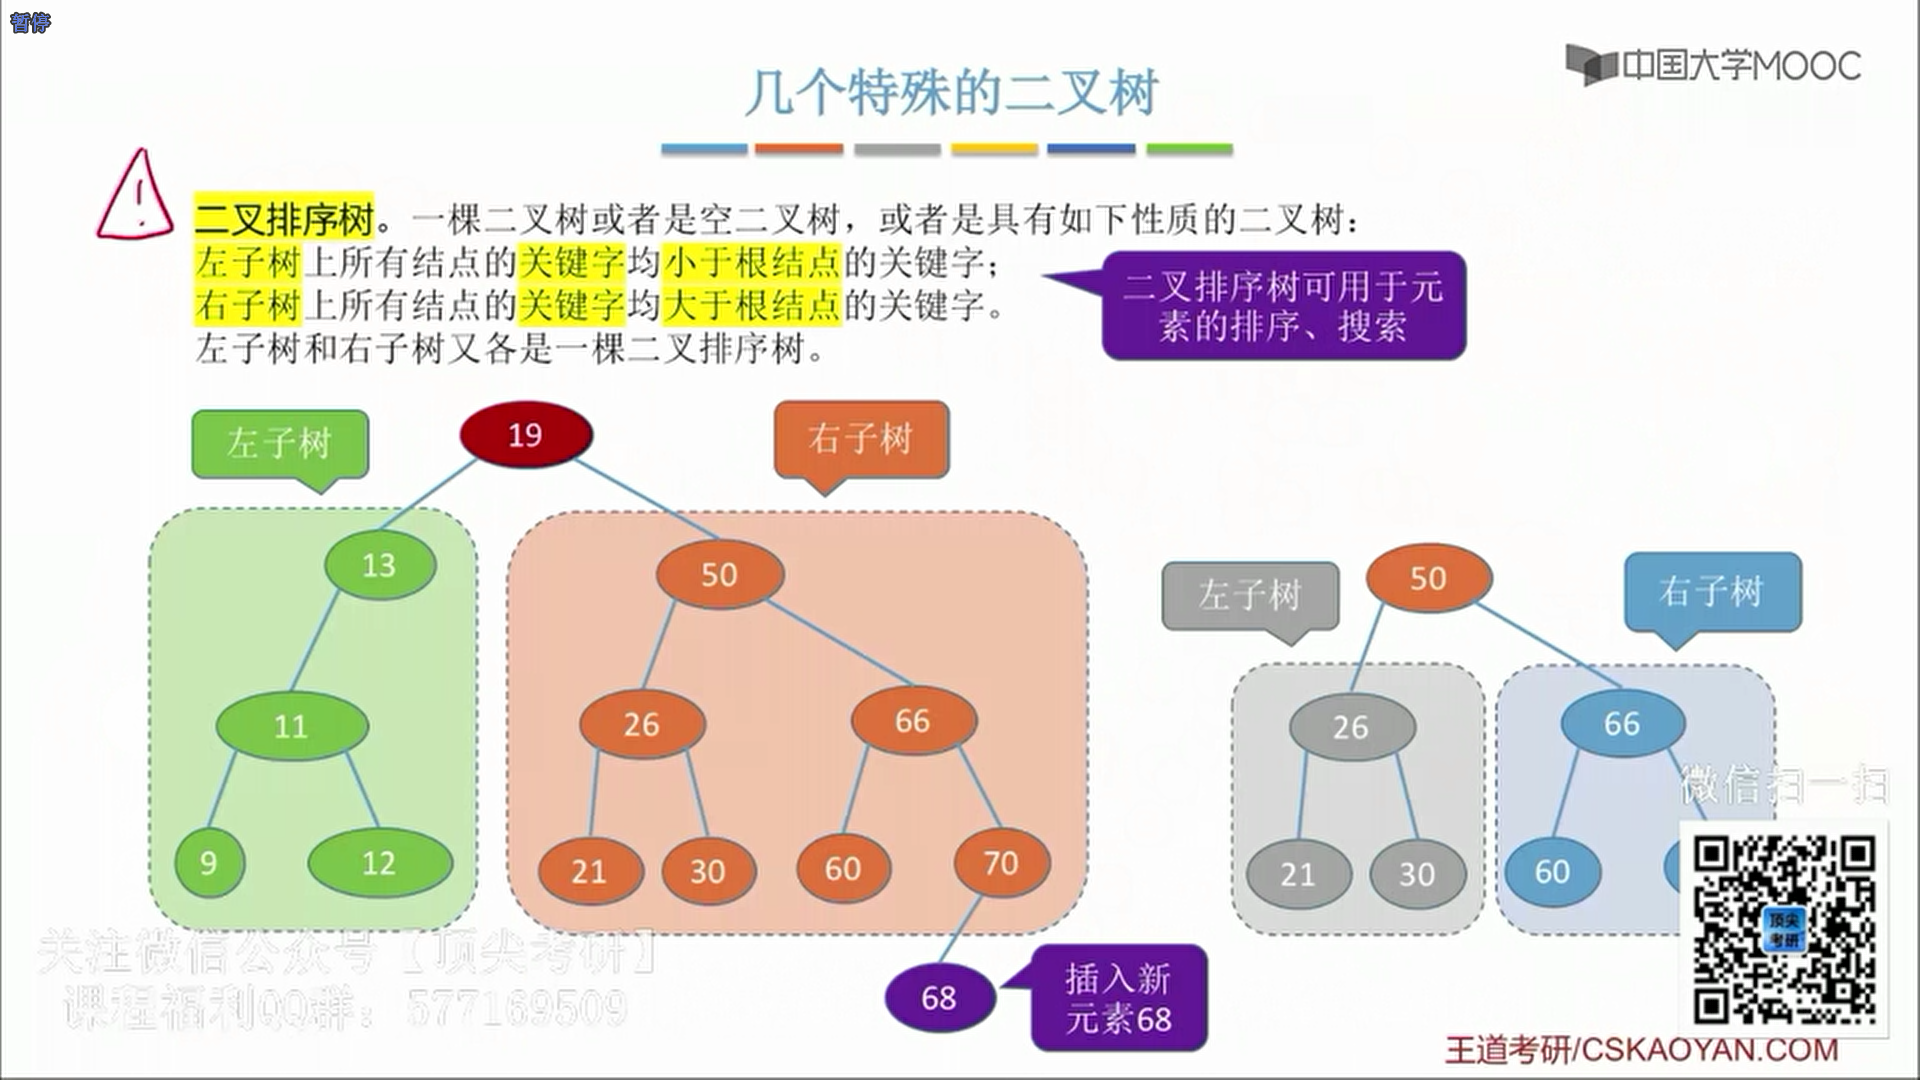 暂停
中国大学MOOC
几个特殊的二叉树
二叉排序树。一棵二叉树或者是空二叉树，或者是具有如下性质的二叉树：
左子树上所有结点的关键字均小于根结点的关键字；
右子树上所有结点的关键字均大于根结点的关键字。
左子树和右子树又各是一棵二叉排序树。
二叉排序树可用于元
素的排序、搜索
左子树
19
右子树
13
50
左子树
50
右子树
11
26
66
26
66
微信扫一扫
9
12
21
30
60
70
21
30
60
顶尖
考研
关注微信公众号【顶尖考研】
课程福利QQ群：577169509
68
插入新
元素68
王道考研/CSKAOYAN.COM